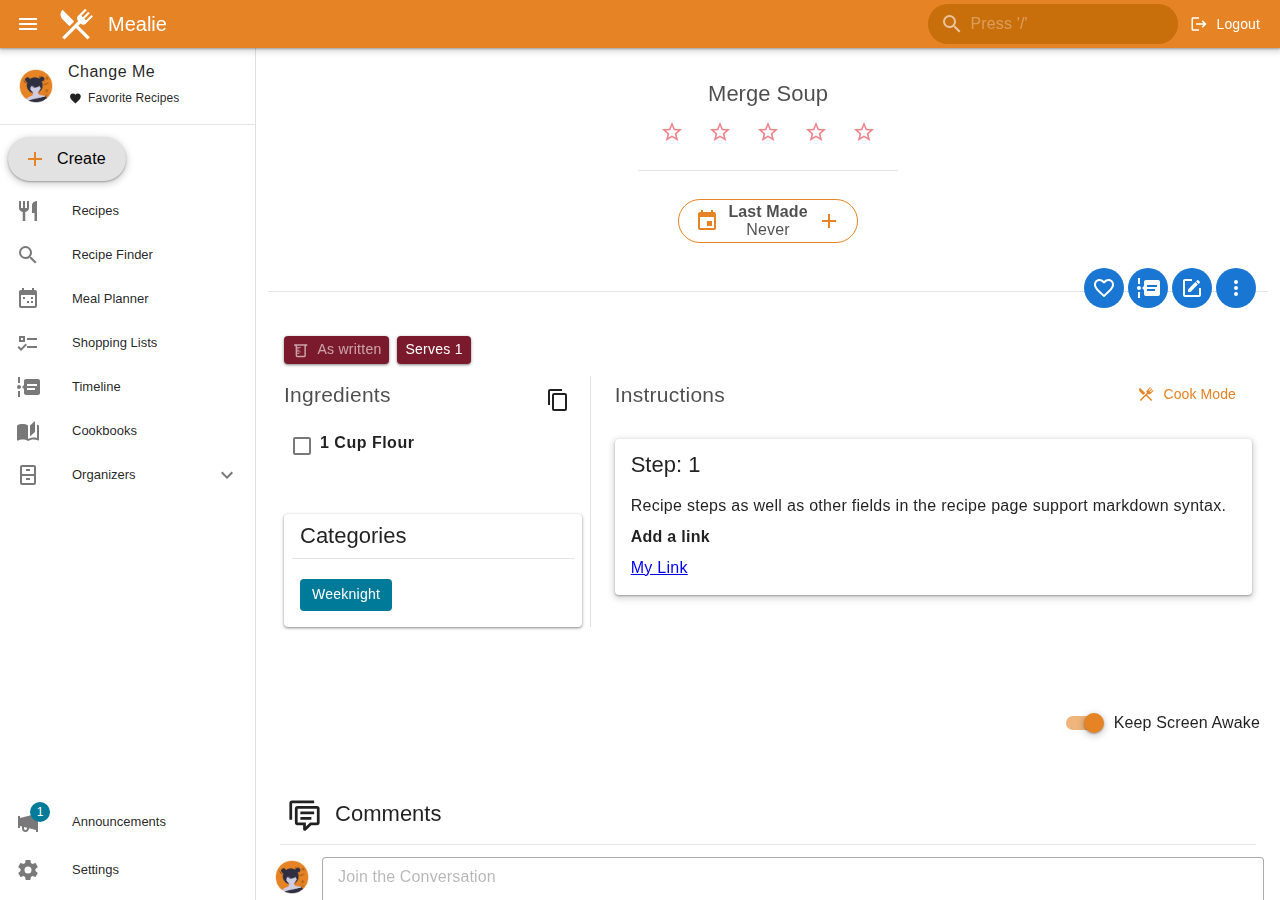 Mealie
Press '/'
Logout
Change Me
Favorite Recipes
Create
Recipes
Recipe Finder
Meal Planner
Shopping Lists
Timeline
Cookbooks
Organizers
1
Announcements
Settings
Merge Soup
Last Made
Never
As written
Serves 1
Ingredients
1 Cup Flour
Categories
Weeknight
Instructions
Cook Mode
Step: 1
Recipe steps as well as other fields in the recipe page support markdown syntax.
Add a link
My Link
Keep Screen Awake
Comments
Join the Conversation